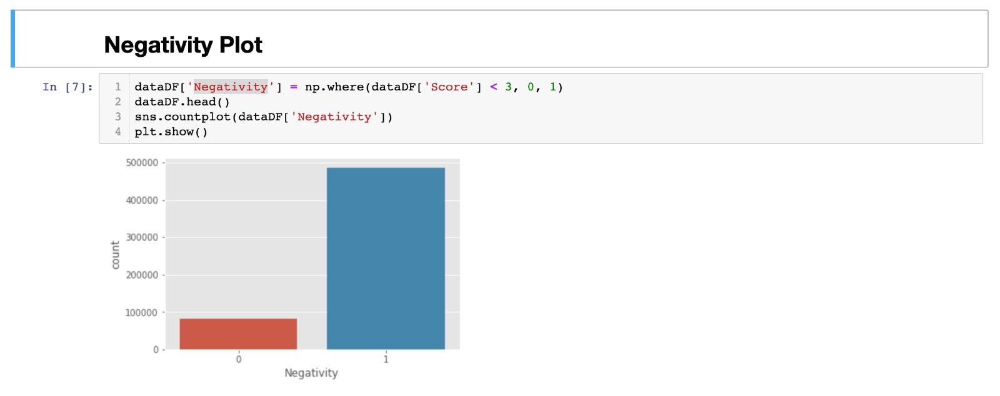 Negativity Plot
In [7]:
1 dataDF['Negativity'] = np.where(dataDF['Score'] < 3, 0, 1)
2 dataDF.head()
3 sns.countplot(dataDF['Negativity'])
4 plt.show()
500000
400000
300000
200000
100000
0
count
0 1
Negativity